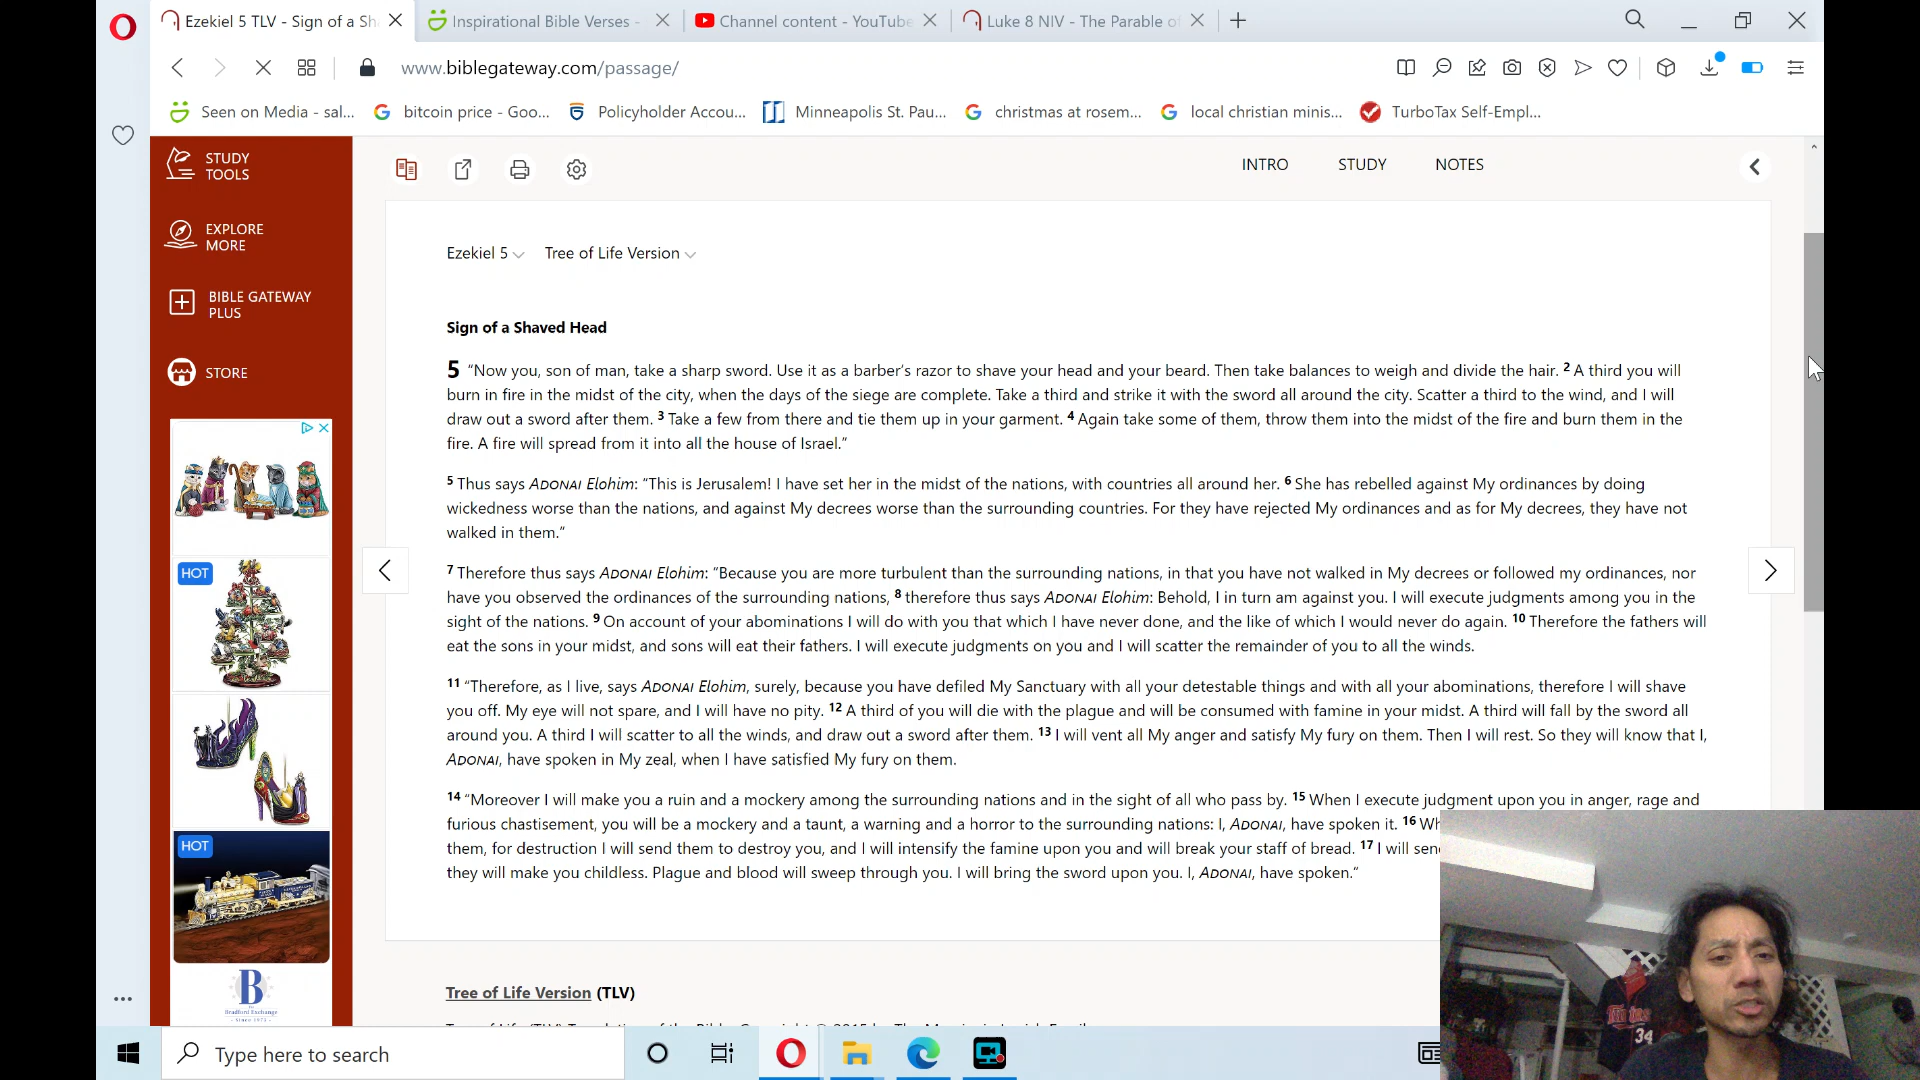 Ezekiel 5 TLV - Sign of a Sh
Inspirational Bible Verses -
Channel content - YouTube
Luke 8 NIV - The Parable of
www.biblegateway.com/passage/
Seen on Media - sal...
bitcoin price - Goo...
Policyholder Accou...
Minneapolis St. Pau...
christmas at rosem...
local christian minis...
TurboTax Self-Empl...
STUDY
TOOLS
EXPLORE
MORE
BIBLE GATEWAY
PLUS
STORE
HOT
HOT
B
Bradford Exchange
- Since 1973 -
INTRO
STUDY
NOTES
Ezekiel 5
Tree of Life Version
Sign of a Shaved Head
5 “Now you, son of man, take a sharp sword. Use it as a barber’s razor to shave your head and your beard. Then take balances to weigh and divide the hair. 2 A third you will
burn in fire in the midst of the city, when the days of the siege are complete. Take a third and strike it with the sword all around the city. Scatter a third to the wind, and I will
draw out a sword after them. 3 Take a few from there and tie them up in your garment. 4 Again take some of them, throw them into the midst of the fire and burn them in the
fire. A fire will spread from it into all the house of Israel.”
5 Thus says ADONAI Elohim: “This is Jerusalem! I have set her in the midst of the nations, with countries all around her. 6 She has rebelled against My ordinances by doing
wickedness worse than the nations, and against My decrees worse than the surrounding countries. For they have rejected My ordinances and as for My decrees, they have not
walked in them.”
7 Therefore thus says ADONAI Elohim: “Because you are more turbulent than the surrounding nations, in that you have not walked in My decrees or followed my ordinances, nor
have you observed the ordinances of the surrounding nations, 8 therefore thus says ADONAI Elohim: Behold, I in turn am against you. I will execute judgments among you in the
sight of the nations. 9 On account of your abominations I will do with you that which I have never done, and the like of which I would never do again. 10 Therefore the fathers will
eat the sons in your midst, and sons will eat their fathers. I will execute judgments on you and I will scatter the remainder of you to all the winds.
11 “Therefore, as I live, says ADONAI Elohim, surely, because you have defiled My Sanctuary with all your detestable things and with all your abominations, therefore I will shave
you off. My eye will not spare, and I will have no pity. 12 A third of you will die with the plague and will be consumed with famine in your midst. A third will fall by the sword all
around you. A third I will scatter to all the winds, and draw out a sword after them. 13 I will vent all My anger and satisfy My fury on them. Then I will rest. So they will know that I,
ADONAI, have spoken in My zeal, when I have satisfied My fury on them.
14 “Moreover I will make you a ruin and a mockery among the surrounding nations and in the sight of all who pass by. 15 When I execute judgment upon you in anger, rage and
furious chastisement, you will be a mockery and a taunt, a warning and a horror to the surrounding nations: I, ADONAI, have spoken it. 16 Wh
them, for destruction I will send them to destroy you, and I will intensify the famine upon you and will break your staff of bread. 17 I will sen
they will make you childless. Plague and blood will sweep through you. I will bring the sword upon you. I, ADONAI, have spoken.”
Tree of Life Version (TLV)
34
Type here to search